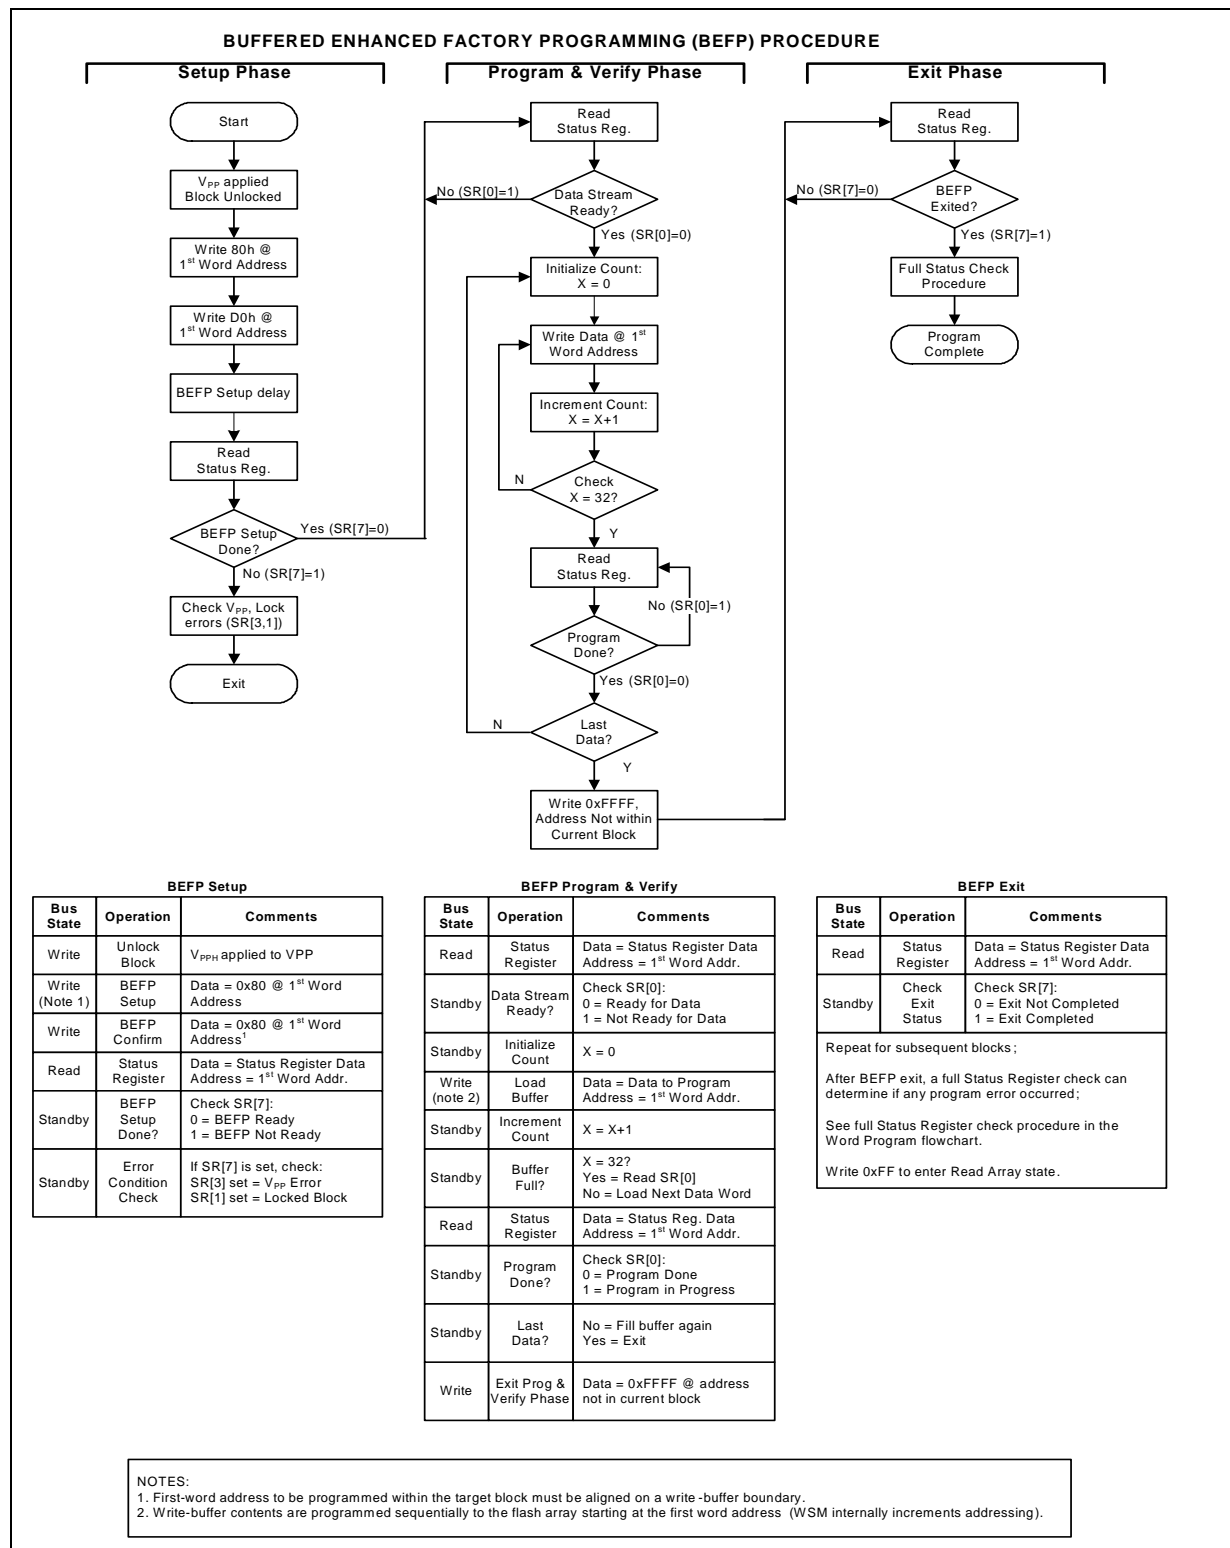 BUFFERED ENHANCED FACTORY PROGRAMMING (BEFP) PROCEDURE
Setup Phase
Start
VPP applied
Block Unlocked
Write 80h @
1st Word Address
Write D0h @
1st Word Address
BEFP Setup delay
Read
Status Reg.
BEFP Setup
Done?
Yes (SR[7]=0)
No (SR[7]=1)
Check VPP, Lock
errors (SR[3,1])
Exit
Program & Verify Phase
Read
Status Reg.
No (SR[0]=1)
Data Stream
Ready?
Yes (SR[0]=0)
Initialize Count:
X = 0
Write Data @ 1st
Word Address
Increment Count:
X = X+1
N
Check
X = 32?
Y
Read
Status Reg.
No (SR[0]=1)
Program
Done?
Yes (SR[0]=0)
N
Last
Data?
Y
Write 0xFFFF,
Address Not within
Current Block
Exit Phase
Read
Status Reg.
No (SR[7]=0)
BEFP
Exited?
Yes (SR[7]=1)
Full Status Check
Procedure
Program
Complete
BEFP Setup
Bus State | Operation | Comments
Write | Unlock Block | VPPH applied to VPP
Write (Note 1) | BEFP Setup | Data = 0x80 @ 1st Word Address
Write | BEFP Confirm | Data = 0x80 @ 1st Word Address1
Read | Status Register | Data = Status Register Data Address = 1st Word Addr.
Standby | BEFP Setup Done? | Check SR[7]: 0 = BEFP Ready 1 = BEFP Not Ready
Standby | Error Condition Check | If SR[7] is set, check: SR[3] set = VPP Error SR[1] set = Locked Block
BEFP Program & Verify
Bus State | Operation | Comments
Read | Status Register | Data = Status Register Data Address = 1st Word Addr.
Standby | Data Stream Ready? | Check SR[0]: 0 = Ready for Data 1 = Not Ready for Data
Standby | Initialize Count | X = 0
Write (note 2) | Load Buffer | Data = Data to Program Address = 1st Word Addr.
Standby | Increment Count | X = X+1
Standby | Buffer Full? | X = 32? Yes = Read SR[0] No = Load Next Data Word
Read | Status Register | Data = Status Reg. Data Address = 1st Word Addr.
Standby | Program Done? | Check SR[0]: 0 = Program Done 1 = Program in Progress
Standby | Last Data? | No = Fill buffer again Yes = Exit
Write | Exit Prog & Verify Phase | Data = 0xFFFF @ address not in current block
BEFP Exit
Bus State | Operation | Comments
Read | Status Register | Data = Status Register Data Address = 1st Word Addr.
Standby | Check Exit Status | Check SR[7]: 0 = Exit Not Completed 1 = Exit Completed
Repeat for subsequent blocks;
After BEFP exit, a full Status Register check can
determine if any program error occurred;
See full Status Register check procedure in the
Word Program flowchart.
Write 0xFF to enter Read Array state.
NOTES:
1. First-word address to be programmed within the target block must be aligned on a write -buffer boundary.
2. Write-buffer contents are programmed sequentially to the flash array starting at the first word address (WSM internally increments addressing).